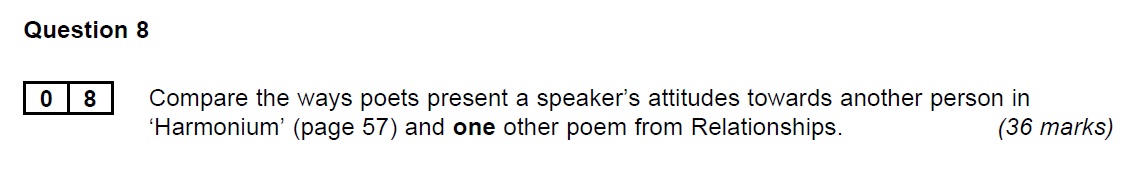 Question 8
0 8 Compare the ways poets present a speaker’s attitudes towards another person in
‘Harmonium’ (page 57) and one other poem from Relationships. (36 marks)